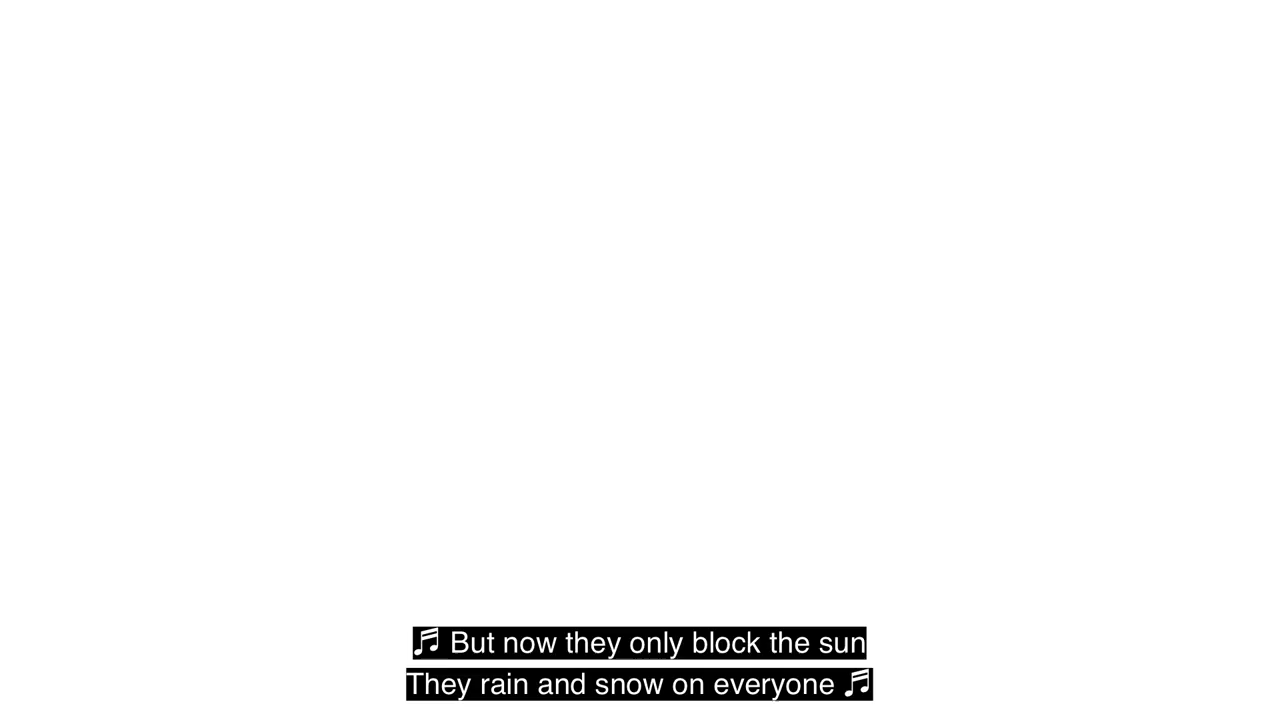 🎵 But now they only block the sun
They rain and snow on everyone 🎵